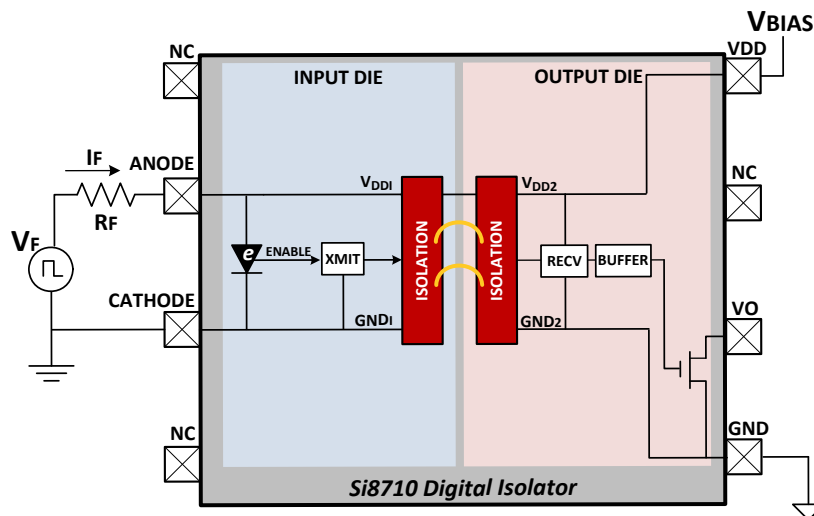 VBIAS
NC
INPUT DIE
OUTPUT DIE
VDD
IF
ANODE
RF
VDDI
VDD2
NC
VF
e
ENABLE
XMIT
ISOLATION
ISOLATION
RECV
BUFFER
CATHODE
GNDI
GND2
VO
NC
GND
Si8710 Digital Isolator